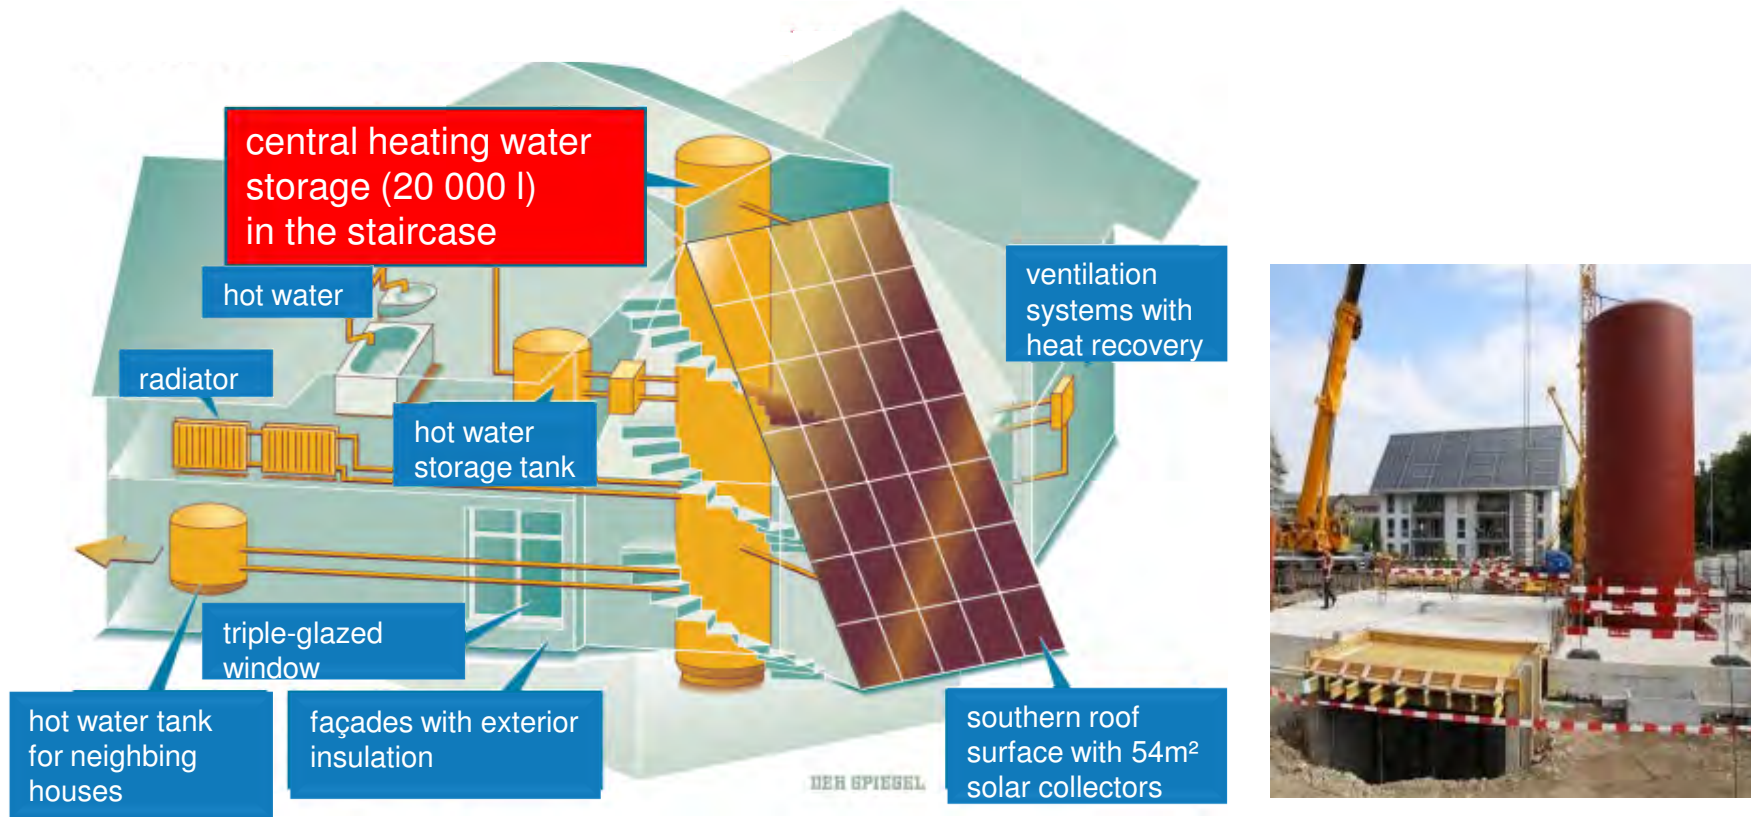 central heating water
storage (20 000 l)
in the staircase
hot water
radiator
hot water
storage tank
ventilation
systems with
heat recovery
triple-glazed
window
hot water tank
for neighbing
houses
façades with exterior
insulation
southern roof
surface with 54m²
solar collectors
DER SPIEGEL